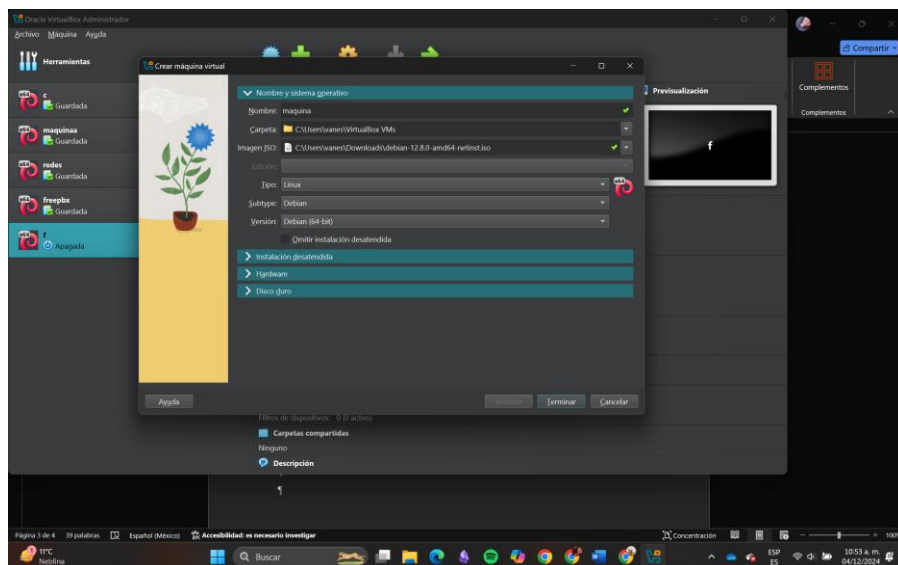 Oracle VirtualBox Administrador
Archivo Máquina Ayuda
Herramientas
c
Guardada
maquinaa
Guardada
redes
Guardada
freepbx
Guardada
f
Apagada
Crear máquina virtual
Nombre y sistema operativo
Nombre: maquina
Carpeta: C:\Users\vanes\VirtualBox VMs
Imagen ISO: C:\Users\vanes\Downloads\debian-12.8.0-amd64-netinst.iso
Edición:
Tipo: Linux
Subtype: Debian
Versión: Debian (64-bit)
Omitir instalación desatendida
Instalación desatendida
Hardware
Disco duro
Ayuda
Terminar
Cancelar
Previsualización
f
Compartir
Complementos
Complementos
Filtros de dispositivos: 0 (0 activo)
Carpetas compartidas
Ninguno
Descripción
¶
Página 3 de 4 39 palabras Español (México) Accesibilidad: es necesario investigar
Concentración
100%
11°C
Neblina
Buscar
ESP
ES
10:53 a. m.
04/12/2024